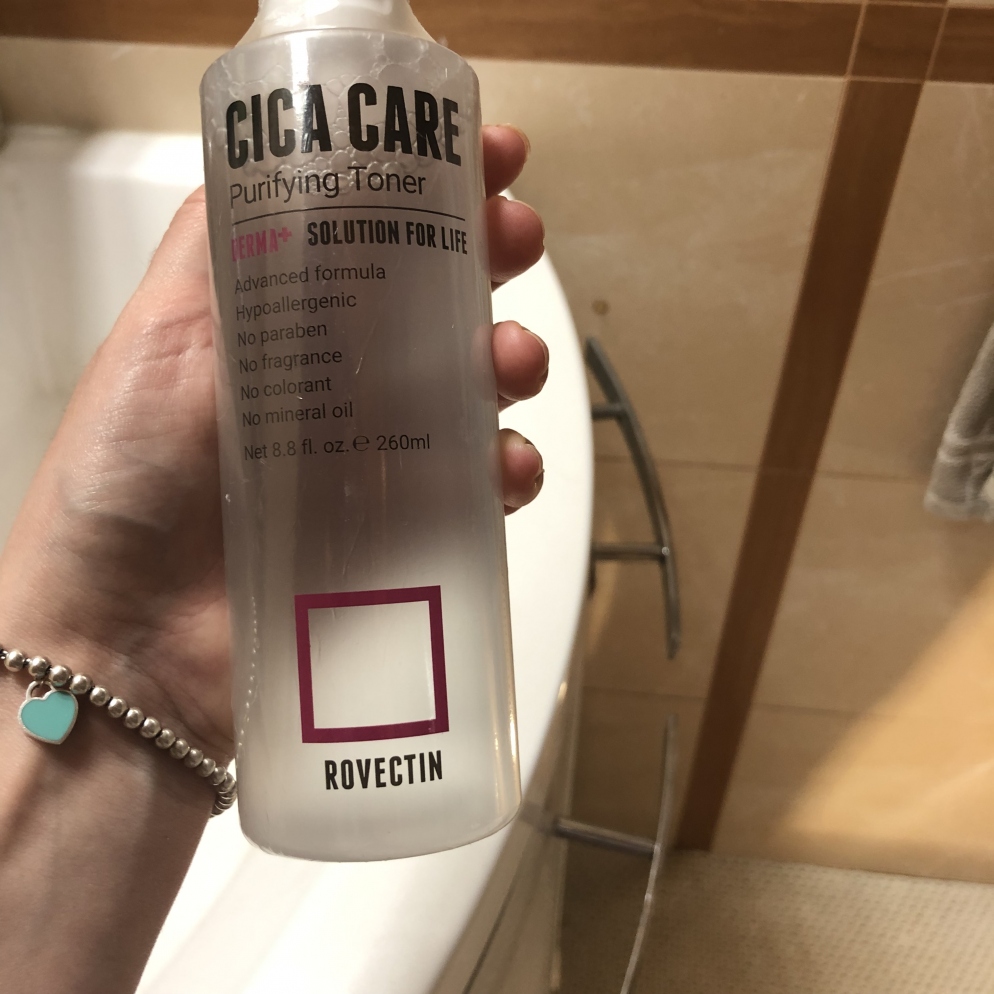 CICA CARE
Purifying Toner
DERMA+ SOLUTION FOR LIFE
Advanced formula
Hypoallergenic
No paraben
No fragrance
No colorant
No mineral oil
Net 8.8 fl. oz. ℮ 260ml
ROVECTIN